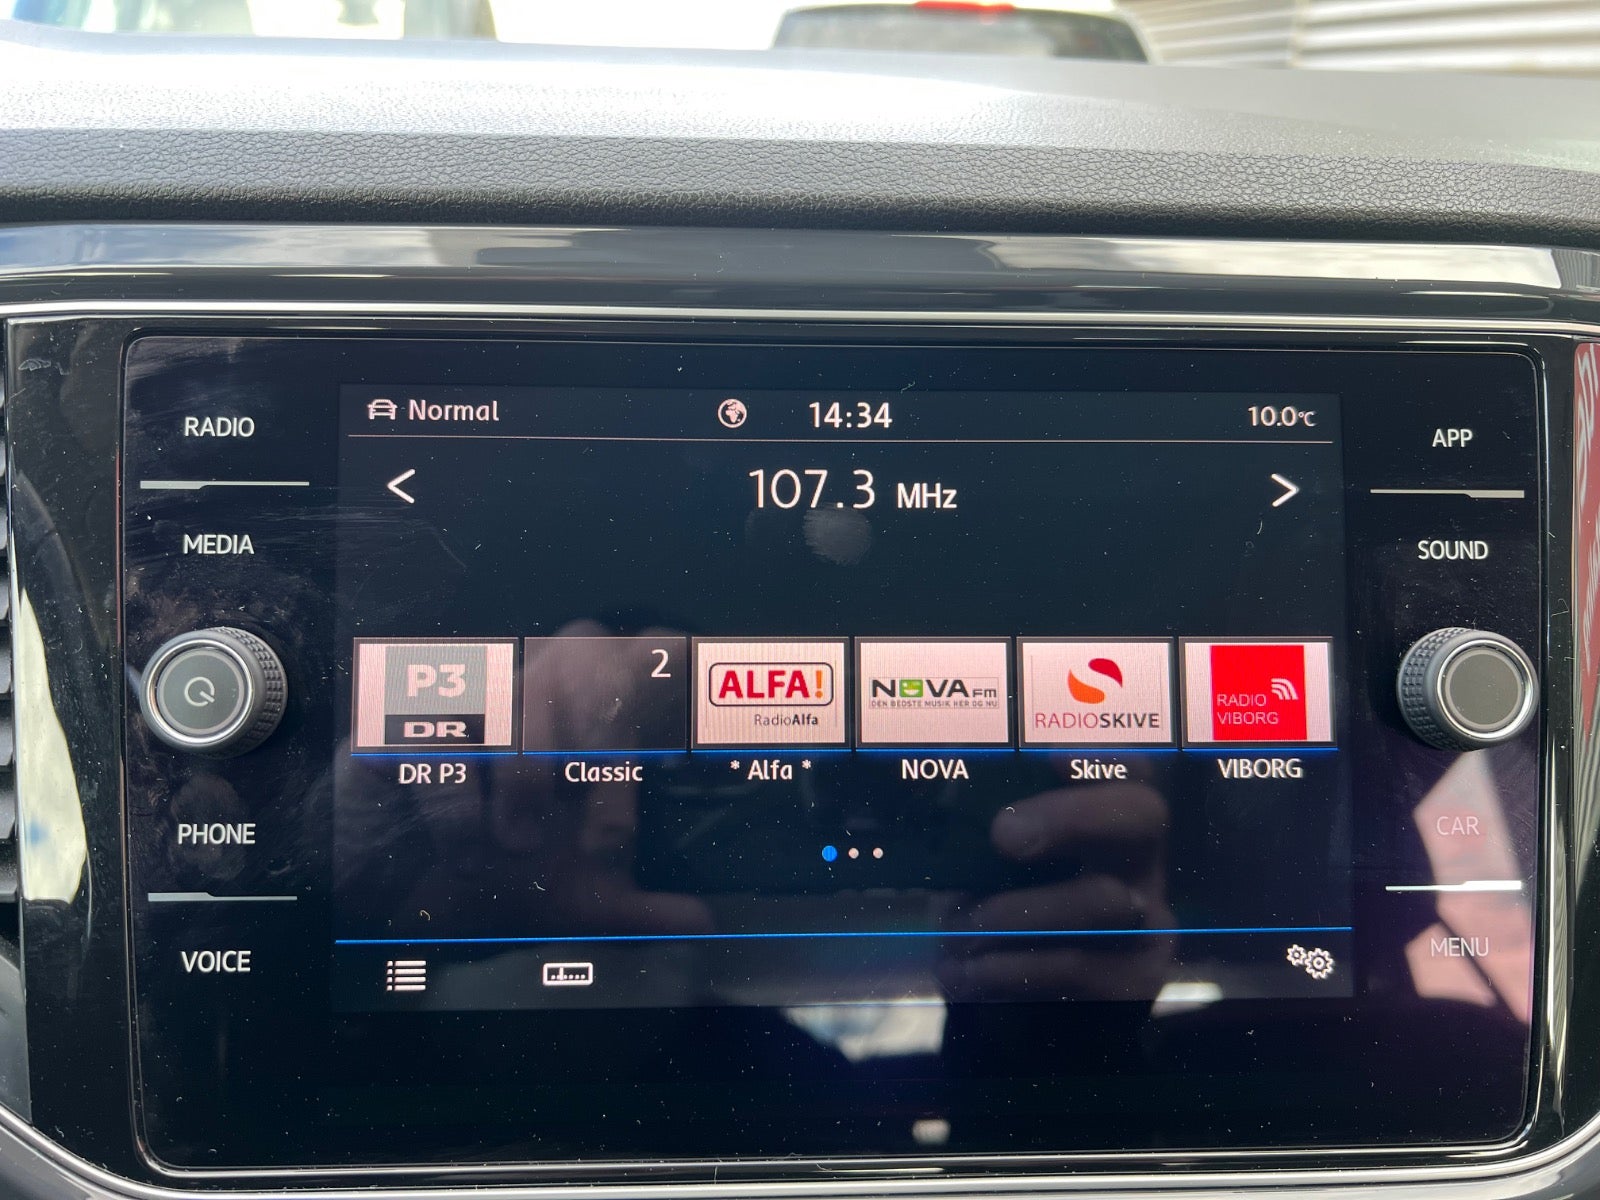 RADIO
MEDIA
PHONE
VOICE
Normal
14:34
10.0°C
<
107.3 MHz
>
P3
DR
2
ALFA!
RadioAlfa
NOVA FM
DEN BEDSTE MUSIK HER OG NU
RADIOSKIVE
RADIO
VIBORG
DR P3
Classic
* Alfa *
NOVA
Skive
VIBORG
APP
SOUND
CAR
MENU